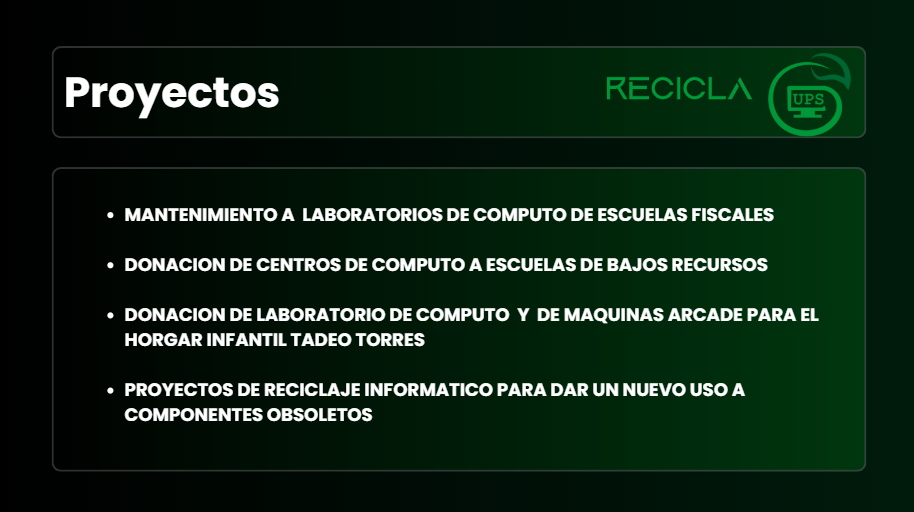 Proyectos
RECICLA
UPS
• MANTENIMIENTO A LABORATORIOS DE COMPUTO DE ESCUELAS FISCALES
• DONACION DE CENTROS DE COMPUTO A ESCUELAS DE BAJOS RECURSOS
• DONACION DE LABORATORIO DE COMPUTO Y DE MAQUINAS ARCADE PARA EL
HORGAR INFANTIL TADEO TORRES
• PROYECTOS DE RECICLAJE INFORMATICO PARA DAR UN NUEVO USO A
COMPONENTES OBSOLETOS